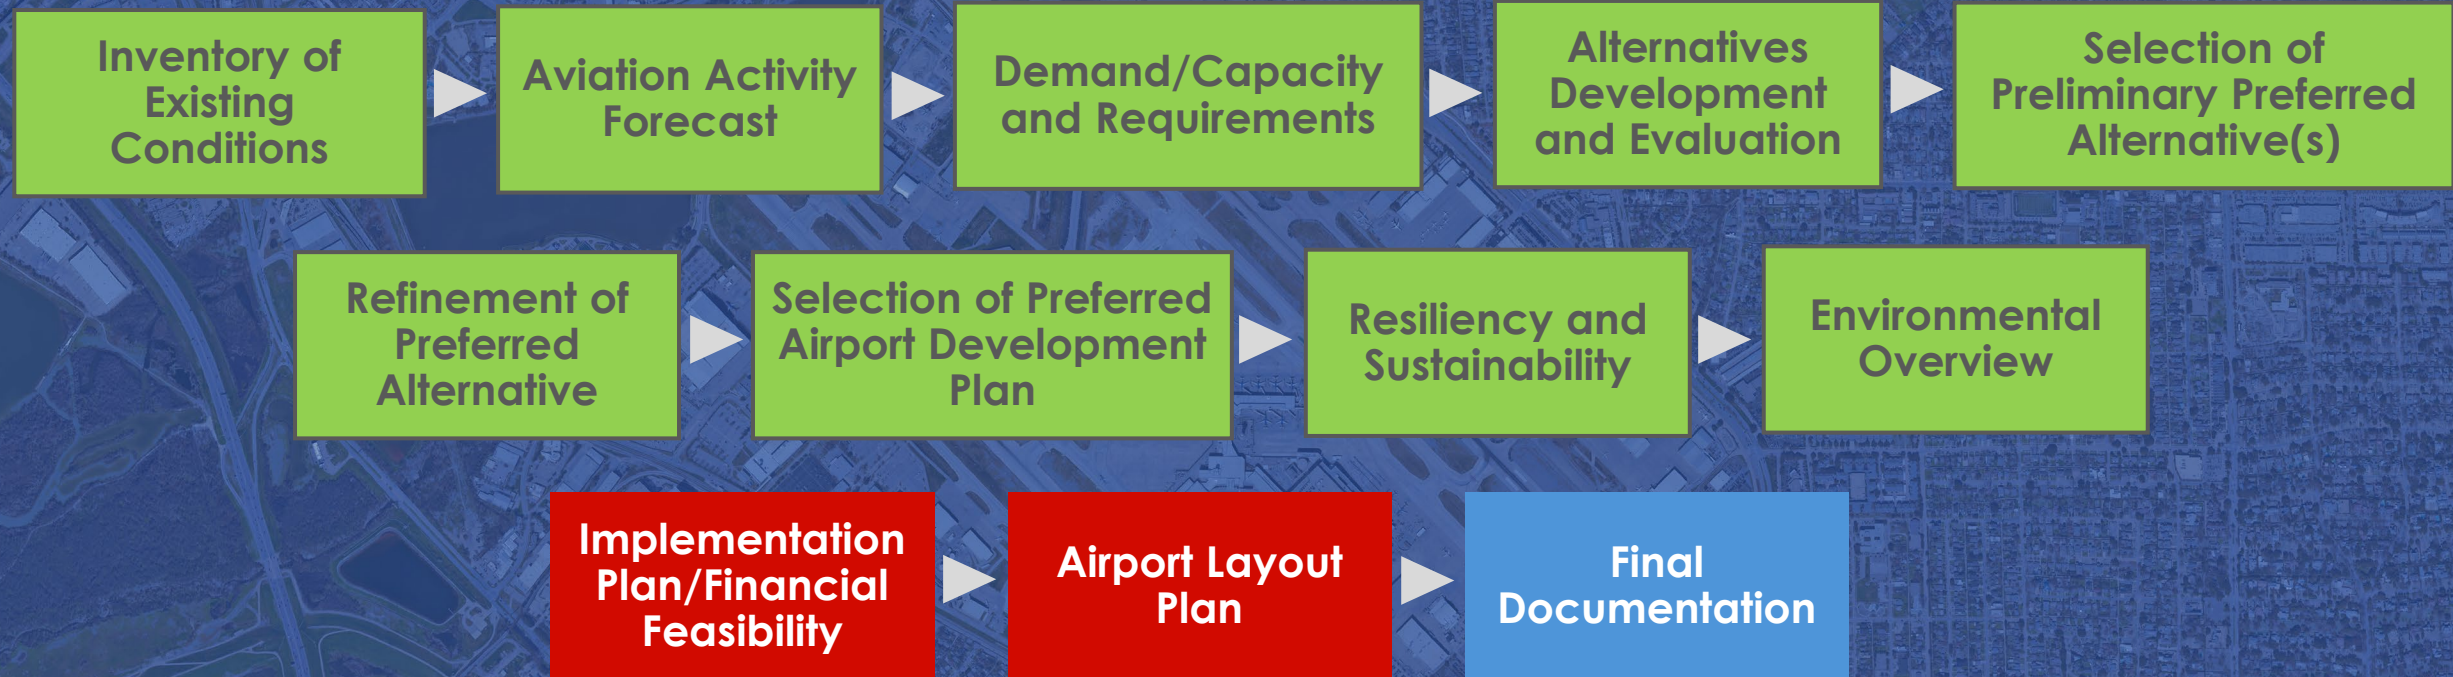 Inventory of
Existing
Conditions
Aviation Activity
Forecast
Demand/Capacity
and Requirements
Alternatives
Development
and Evaluation
Selection of
Preliminary Preferred
Alternative(s)
Refinement of
Preferred
Alternative
Selection of Preferred
Airport Development
Plan
Resiliency and
Sustainability
Environmental
Overview
Implementation
Plan/Financial
Feasibility
Airport Layout
Plan
Final
Documentation